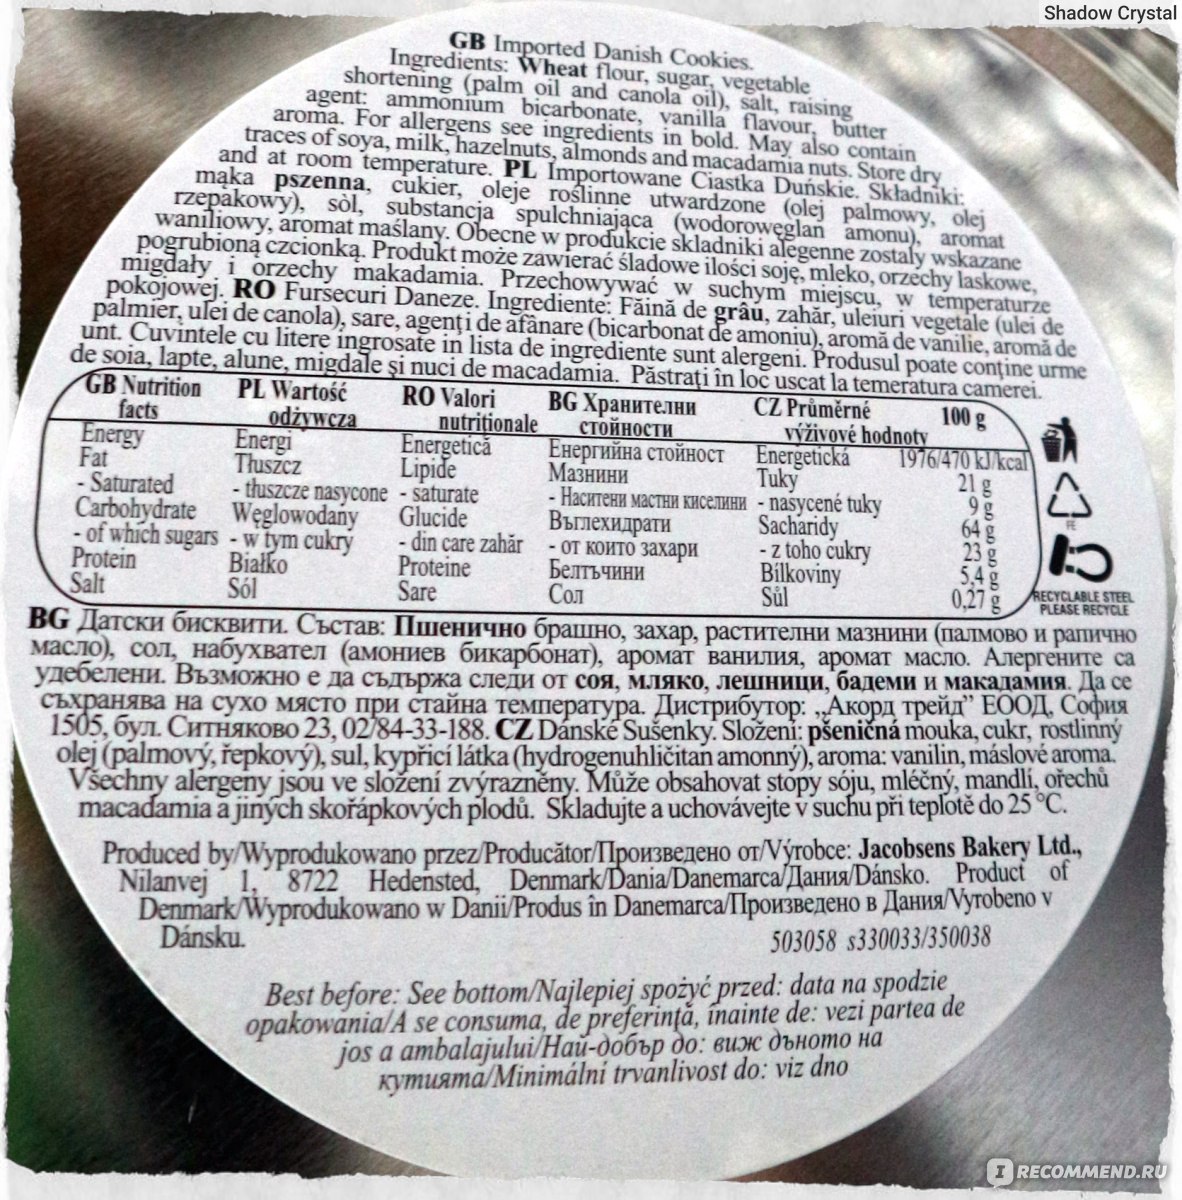 Shadow Crystal
GB Imported Danish Cookies.
Ingredients: Wheat flour, sugar, vegetable
shortening (palm oil and canola oil), salt, raising
agent: ammonium bicarbonate, vanilla flavour, butter
aroma. For allergens see ingredients in bold. May also contain
traces of soya, milk, hazelnuts, almonds and macadamia nuts. Store dry
and at room temperature. PL Importowane Ciastka Duńskie. Składniki:
mąka pszenna, cukier, oleje roślinne utwardzone (olej palmowy, olej
rzepakowy), sòl, substancja spulchniająca (wodorowęglan amonu), aromat
waniliowy, aromat maślany. Obecne w produkcie składniki alegenne zostaly wskazane
pogrubioną czcionką. Produkt może zawierać śladowe ilości soję, mleko, orzechy laskowe,
migdały i orzechy makadamia. Przechowywać w suchym miejscu, w temperaturze
pokojowej. RO Fursecuri Daneze. Ingrediente: Făină de grâu, zahăr, uleiuri vegetale (ulei de
palmier, ulei de canola), sare, agenți de afânare (bicarbonat de amoniu), aromă de vanilie, aromă de
unt. Cuvintele cu litere ingrosate in lista de ingrediente sunt alergeni. Produsul poate conține urme
de soia, lapte, alune, migdale și nuci de macadamia. Păstrați în loc uscat la temeratura camerei.
GB Nutrition facts PL Wartość odżywcza RO Valori nutriționale BG Хранителни стойности CZ Průměrné výživové hodnoty 100 g
Energy Energi Energetică Енергийна стойност Energetická 1976/470 kJ/kcal
Fat Tłuszcz Lipide Мазнини Tuky 21 g
- Saturated - tłuszcze nasycone - saturate - Наситени мастни киселини - nasycené tuky 9 g
Carbohydrate Węglowodany Glucide Въглехидрати Sacharidy 64 g
- of which sugars - w tym cukry - din care zahăr - от които захари - z toho cukry 23 g
Protein Białko Proteine Белтъчини Bílkoviny 5,4 g
Salt Sól Sare Сол Sůl 0,27 g
FE
RECYCLABLE STEEL
PLEASE RECYCLE
BG Датски бисквити. Състав: Пшенично брашно, захар, растителни мазнини (палмово и рапично
масло), сол, набухвател (амониев бикарбонат), аромат ванилия, аромат масло. Алергените са
удебелени. Възможно е да съдържа следи от соя, мляко, лешници, бадеми и макадамия. Да се
съхранява на сухо място при стайна температура. Дистрибутор: „Акорд трейд” ЕООД, София
1505, бул. Ситняково 23, 02/84-33-188. CZ Dánské Sušenky. Složení: pšeničná mouka, cukr, rostlinný
olej (palmový, řepkový), sul, kypřící látka (hydrogenuhličitan amonný), aroma: vanilin, máslové aroma.
Všechny alergeny jsou ve složení zvýrazněny. Může obsahovat stopy sóju, mléčný, mandlí, ořechů
macadamia a jiných skořápkových plodů. Skladujte a uchovávejte v suchu při teplotě do 25 °C.
Produced by/Wyprodukowano przez/Producător/Произведено от/Výrobce: Jacobsens Bakery Ltd.,
Nilanvej 1, 8722 Hedensted, Denmark/Dania/Danemarca/Дания/Dánsko. Product of
Denmark/Wyprodukowano w Danii/Produs în Danemarca/Произведено в Дания/Vyrobeno v
Dánsku.
503058 s330033/350038
Best before: See bottom/Najlepiej spożyć przed: data na spodzie
opakowania/A se consuma, de preferință, inainte de: vezi partea de
jos a ambalajului/Най-добър до: виж дъното на
кутията/Minimální trvanlivost do: viz dno
IRECOMMEND.RU